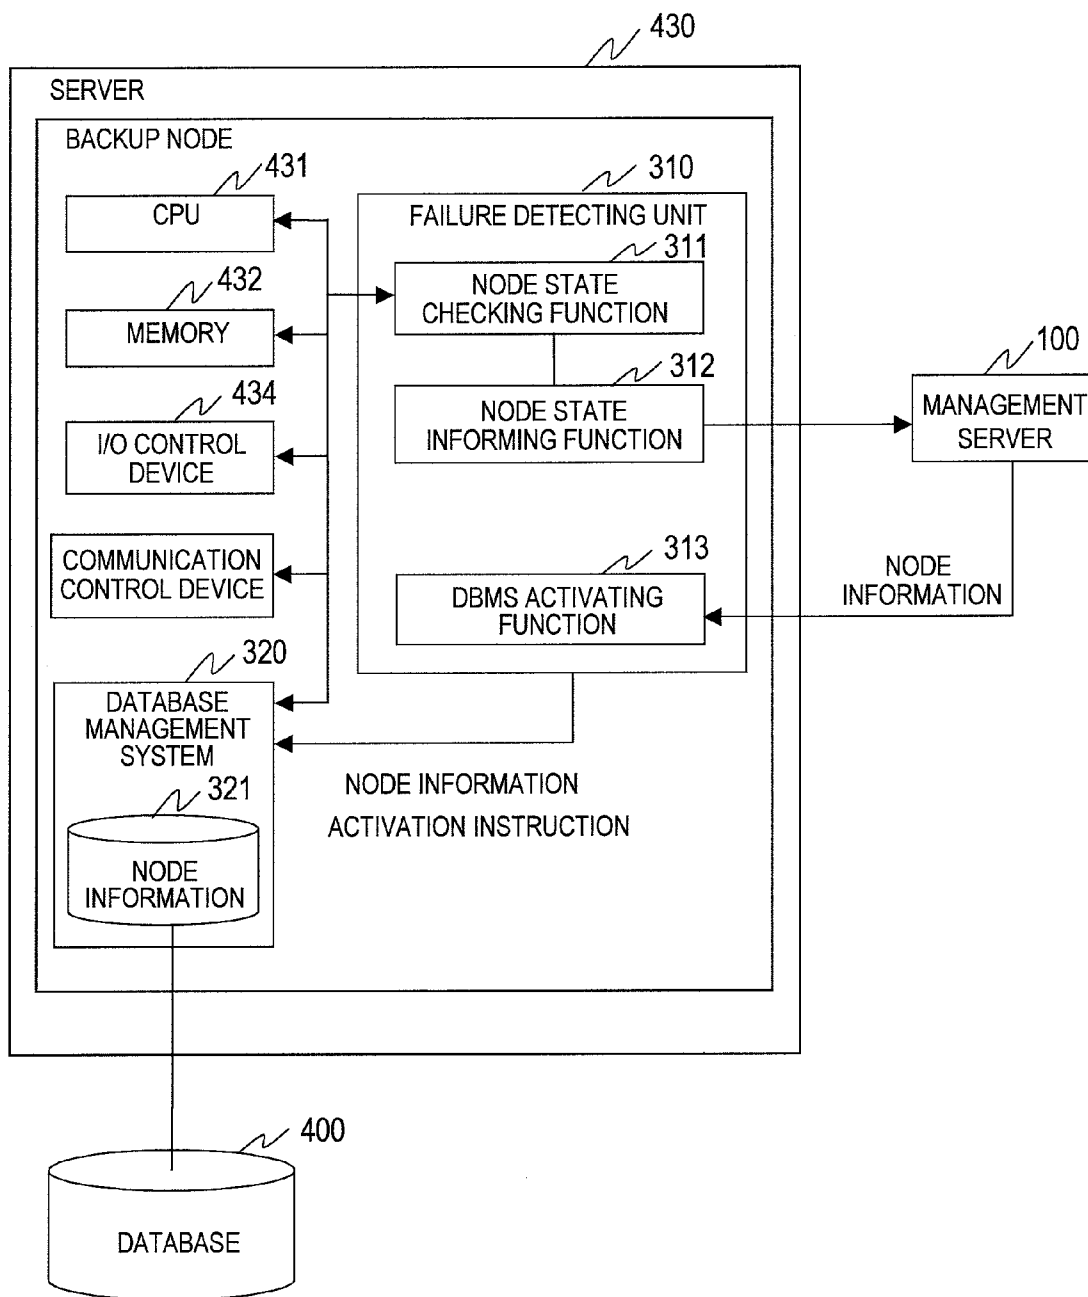 430
SERVER
BACKUP NODE
431
CPU
310
FAILURE DETECTING UNIT
311
NODE STATE
CHECKING FUNCTION
432
MEMORY
312
NODE STATE
INFORMING FUNCTION
100
MANAGEMENT
SERVER
434
I/O CONTROL
DEVICE
COMMUNICATION
CONTROL DEVICE
313
DBMS ACTIVATING
FUNCTION
NODE
INFORMATION
320
DATABASE
MANAGEMENT
SYSTEM
321
NODE
INFORMATION
NODE INFORMATION
ACTIVATION INSTRUCTION
400
DATABASE